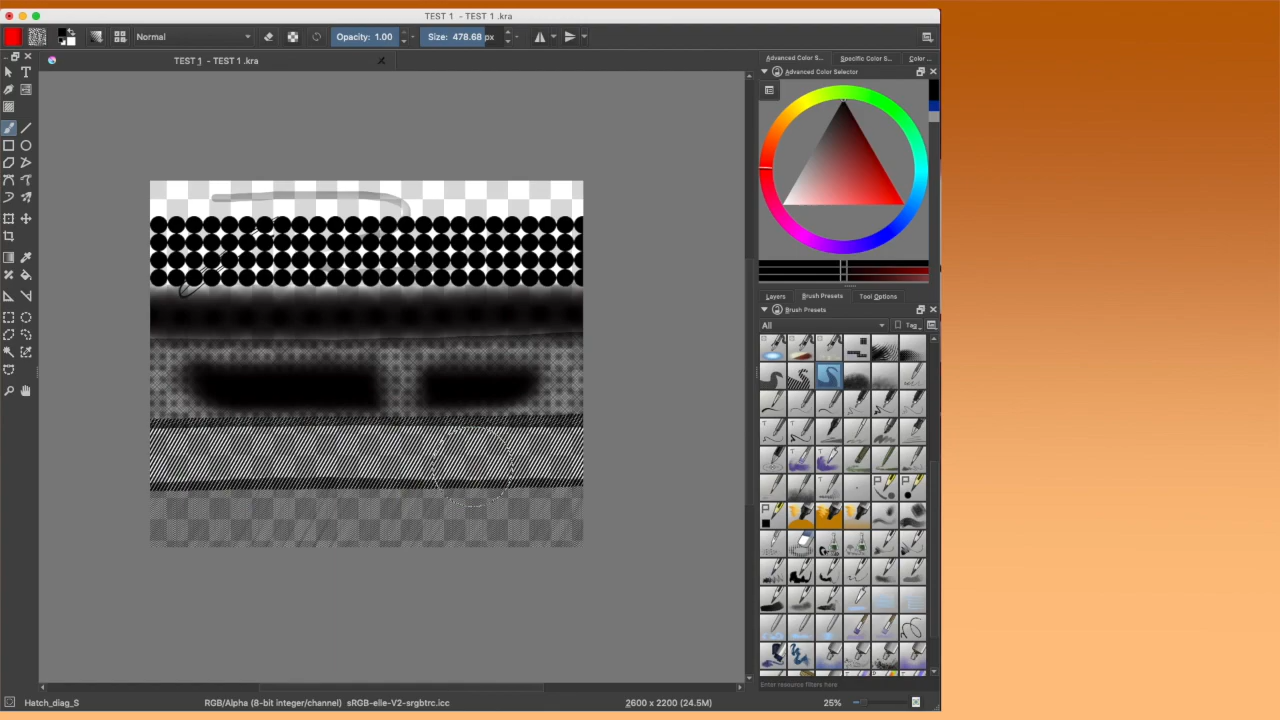 TEST 1 - TEST 1 .kra
Normal
Opacity: 1.00
Size: 478.68 px
TEST 1 - TEST 1 .kra
Advanced Color S...
Specific Color S...
Color ...
Advanced Color Selector
Layers
Brush Presets
Tool Options
Brush Presets
All
Tag
Enter resource filters here
Hatch_diag_S
RGB/Alpha (8-bit integer/channel) sRGB-elle-V2-srgbtrc.icc
2600 x 2200 (24.5M)
25%